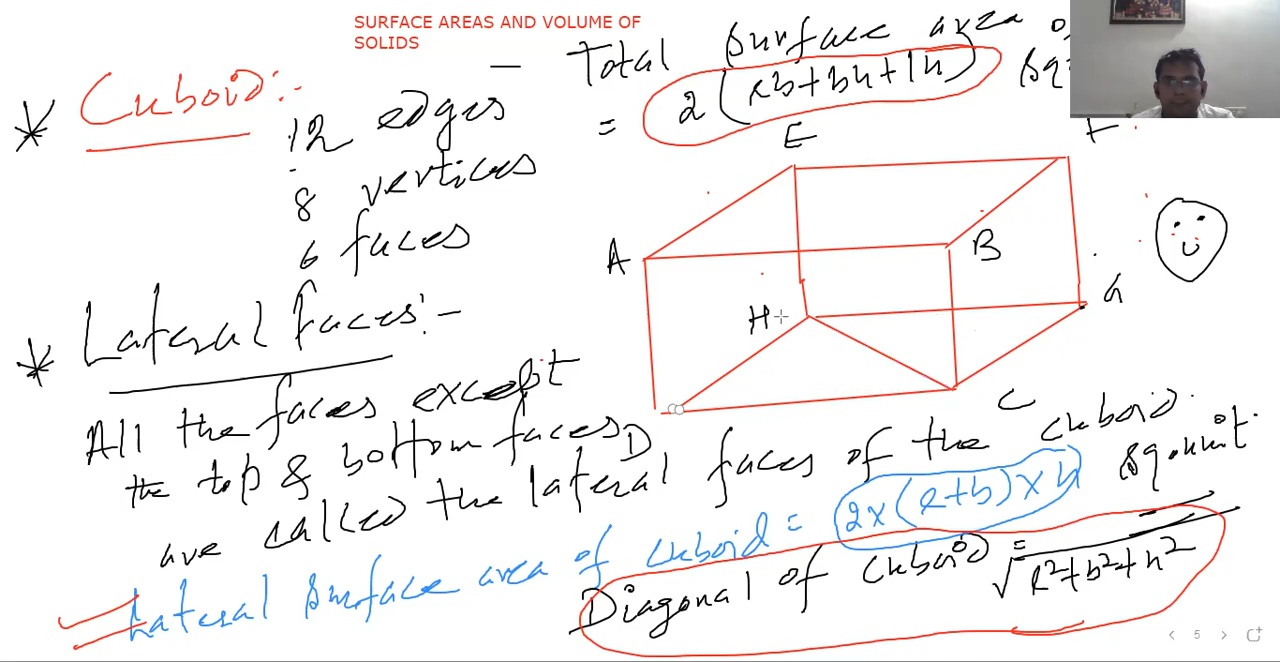 SURFACE AREAS AND VOLUME OF
SOLIDS
* Cuboid:-
12 edges
8 vertices
6 faces
- Total surface area
= 2(lb+bh+lh)
E
A
B
H
G
D
C
* Lateral faces:-
All the faces except
the top & bottom faces
are called the lateral faces of the cuboid.
Lateral surface area of cuboid = 2x(l+b)xh sq.unit.
Diagonal of cuboid = √l²+b²+h²
5